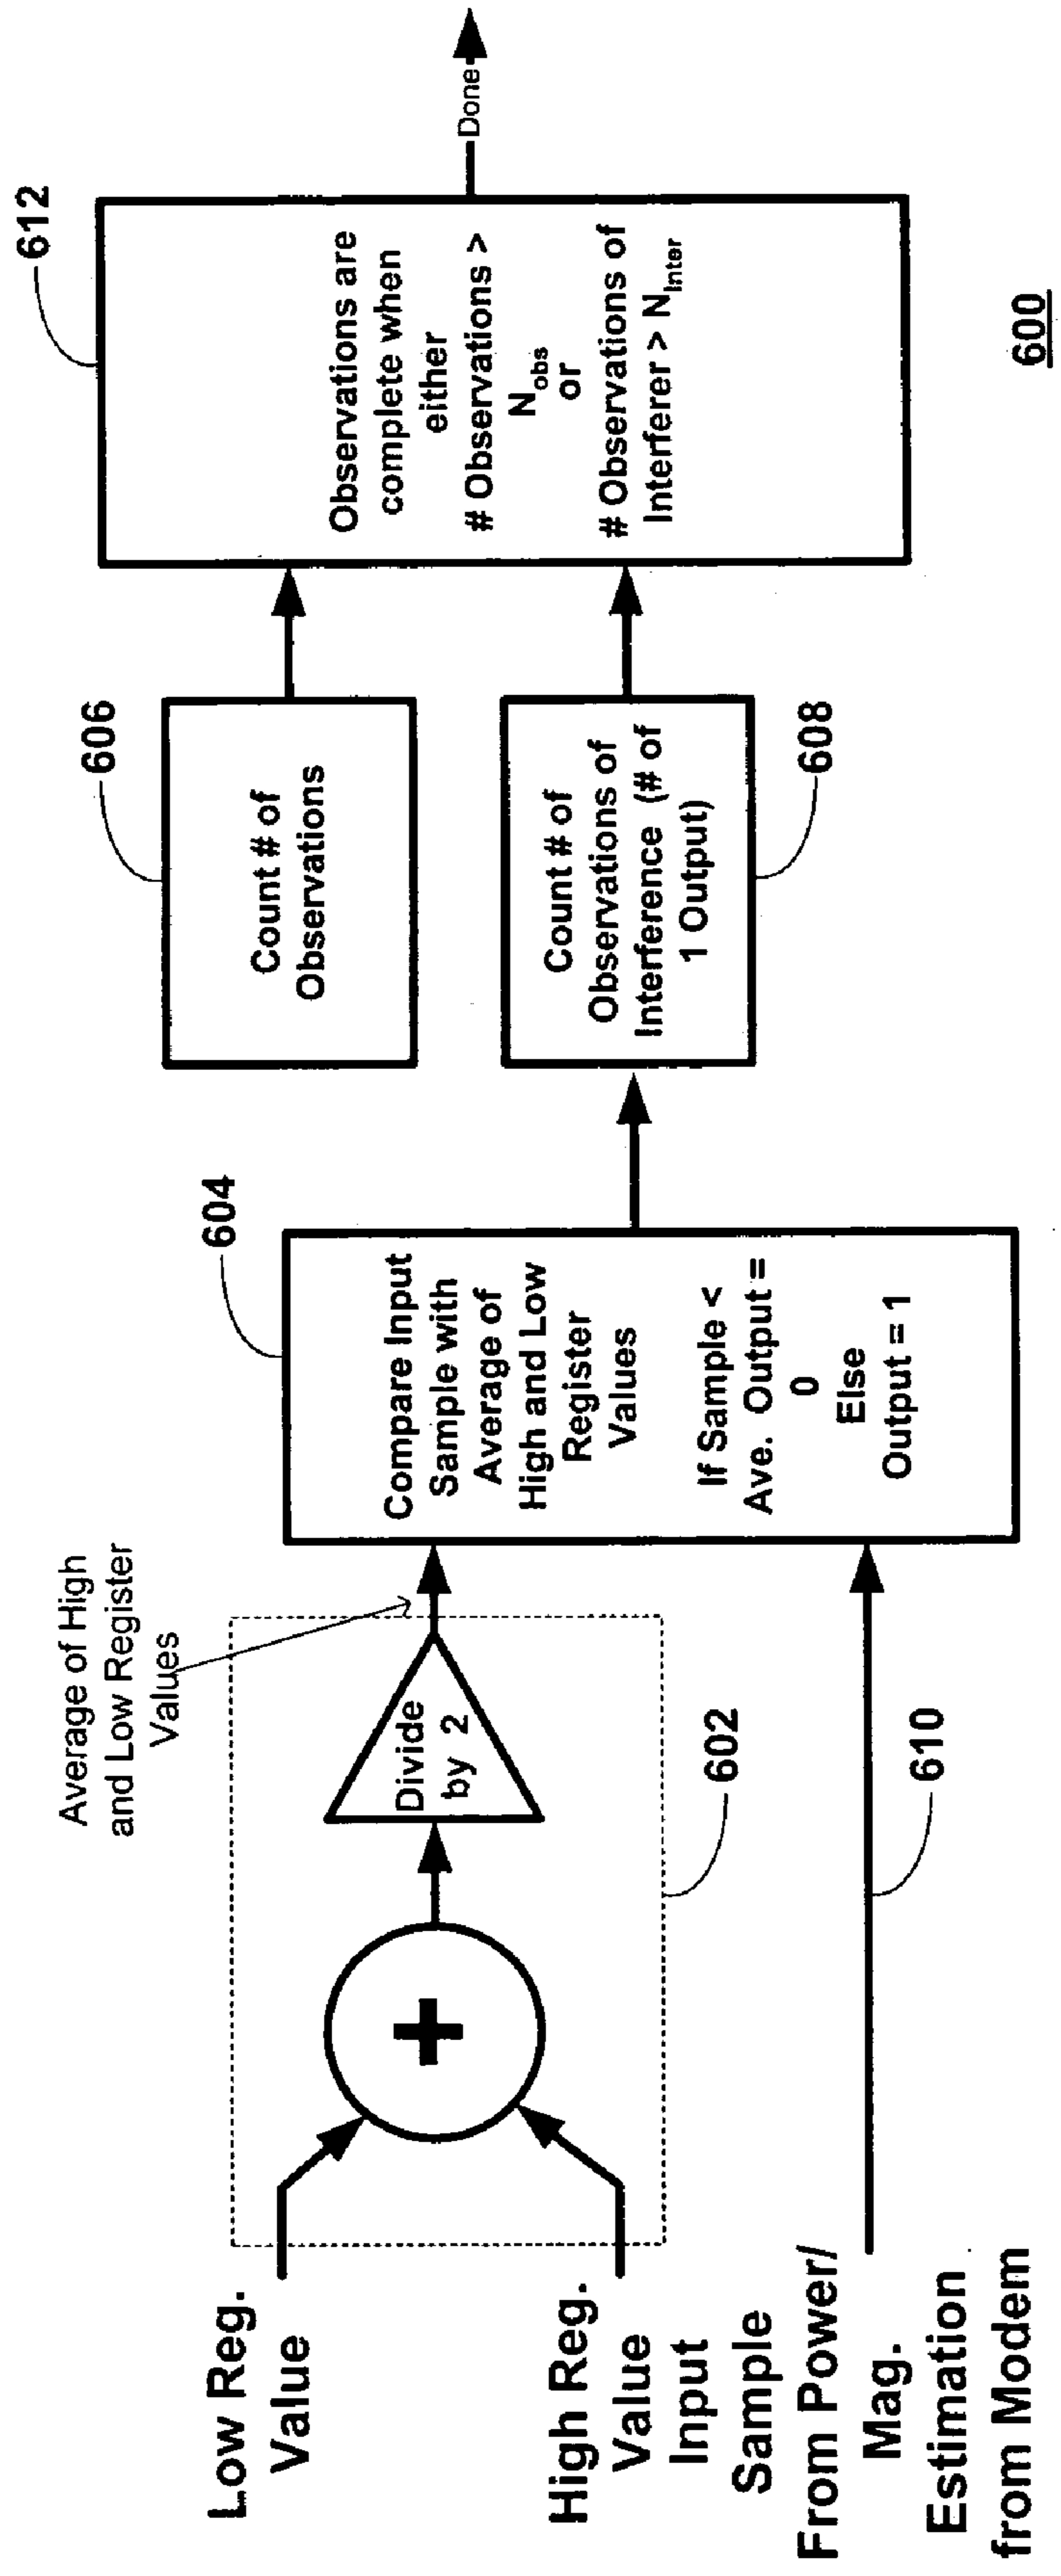 Low Reg.
Value
High Reg.
Value
Input
Sample
From Power/
Mag.
Estimation
from Modem
Average of High
and Low Register
Values
+
Divide
by 2
602
610
604
Compare Input
Sample with
Average of
High and Low
Register
Values
If Sample <
Ave. Output =
0
Else
Output = 1
606
Count # of
Observations
Count # of
Observations of
Interference (# of
1 Output)
608
612
Observations are
complete when
either
# Observations >
Nobs
or
# Observations of
Interferer > NInter
Done
600